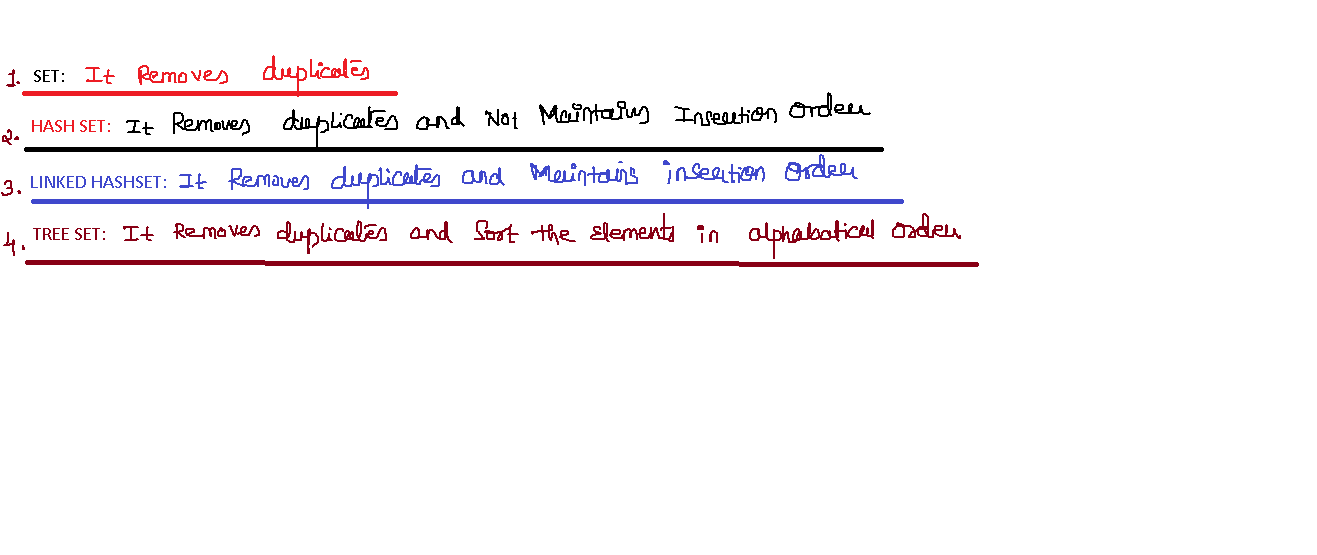 1. SET: It Removes duplicates
2. HASH SET: It Removes duplicates and Not Maintains Insertion Order
3. LINKED HASHSET: It Removes duplicates and Maintains insertion Order
4. TREE SET: It Removes duplicates and Sort the Elements in alphabatical order